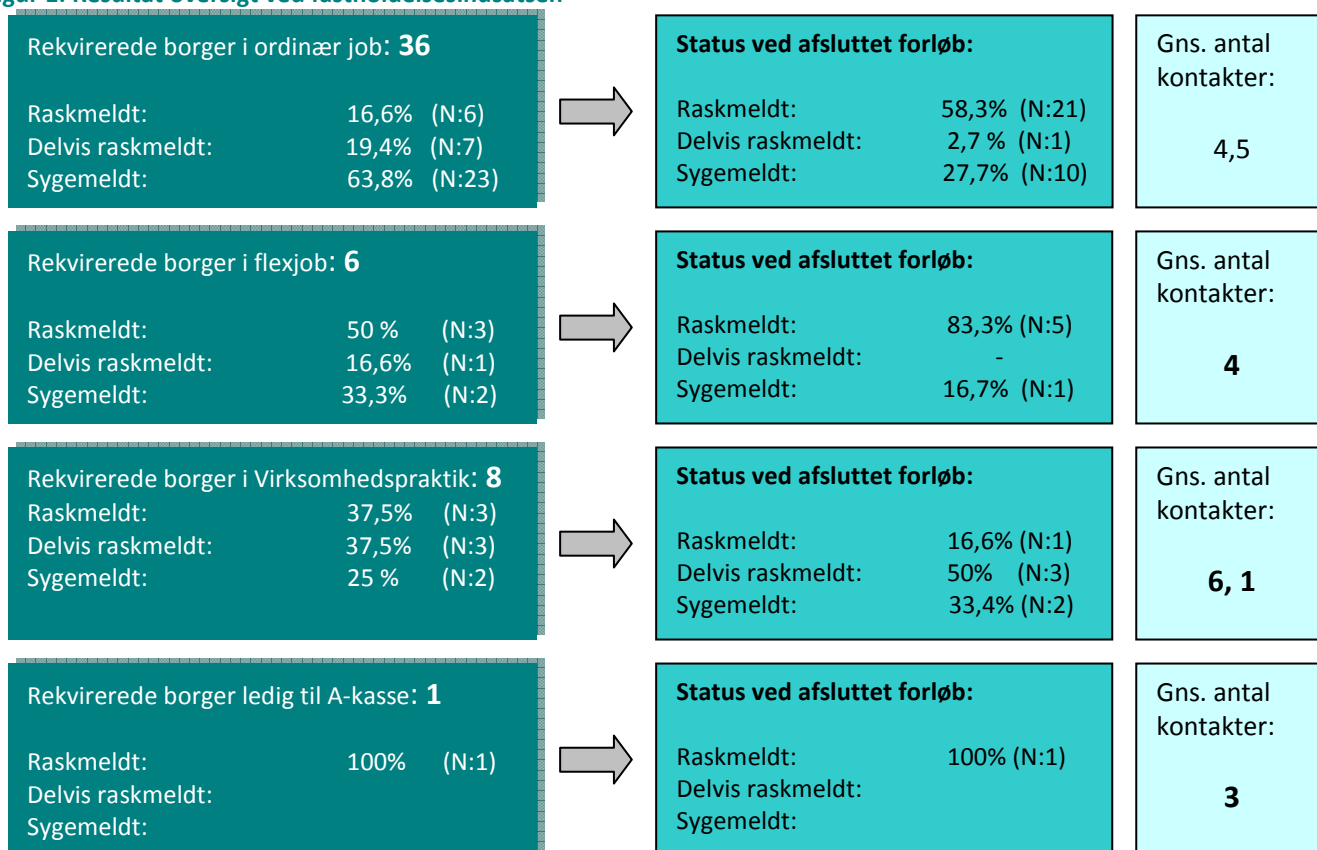 Resultat oversigt ved fastholdelsesindsatsen
Rekvirerede borger i ordinær job: 36
Raskmeldt: 16,6% (N:6)
Delvis raskmeldt: 19,4% (N:7)
Sygemeldt: 63,8% (N:23)
Status ved afsluttet forløb:
Raskmeldt: 58,3% (N:21)
Delvis raskmeldt: 2,7 % (N:1)
Sygemeldt: 27,7% (N:10)
Gns. antal
kontakter:
4,5
Rekvirerede borger i flexjob: 6
Raskmeldt: 50 % (N:3)
Delvis raskmeldt: 16,6% (N:1)
Sygemeldt: 33,3% (N:2)
Status ved afsluttet forløb:
Raskmeldt: 83,3% (N:5)
Delvis raskmeldt: -
Sygemeldt: 16,7% (N:1)
Gns. antal
kontakter:
4
Rekvirerede borger i Virksomhedspraktik: 8
Raskmeldt: 37,5% (N:3)
Delvis raskmeldt: 37,5% (N:3)
Sygemeldt: 25 % (N:2)
Status ved afsluttet forløb:
Raskmeldt: 16,6% (N:1)
Delvis raskmeldt: 50% (N:3)
Sygemeldt: 33,4% (N:2)
Gns. antal
kontakter:
6, 1
Rekvirerede borger ledig til A-kasse: 1
Raskmeldt: 100% (N:1)
Delvis raskmeldt:
Sygemeldt:
Status ved afsluttet forløb:
Raskmeldt: 100% (N:1)
Delvis raskmeldt:
Sygemeldt:
Gns. antal
kontakter:
3